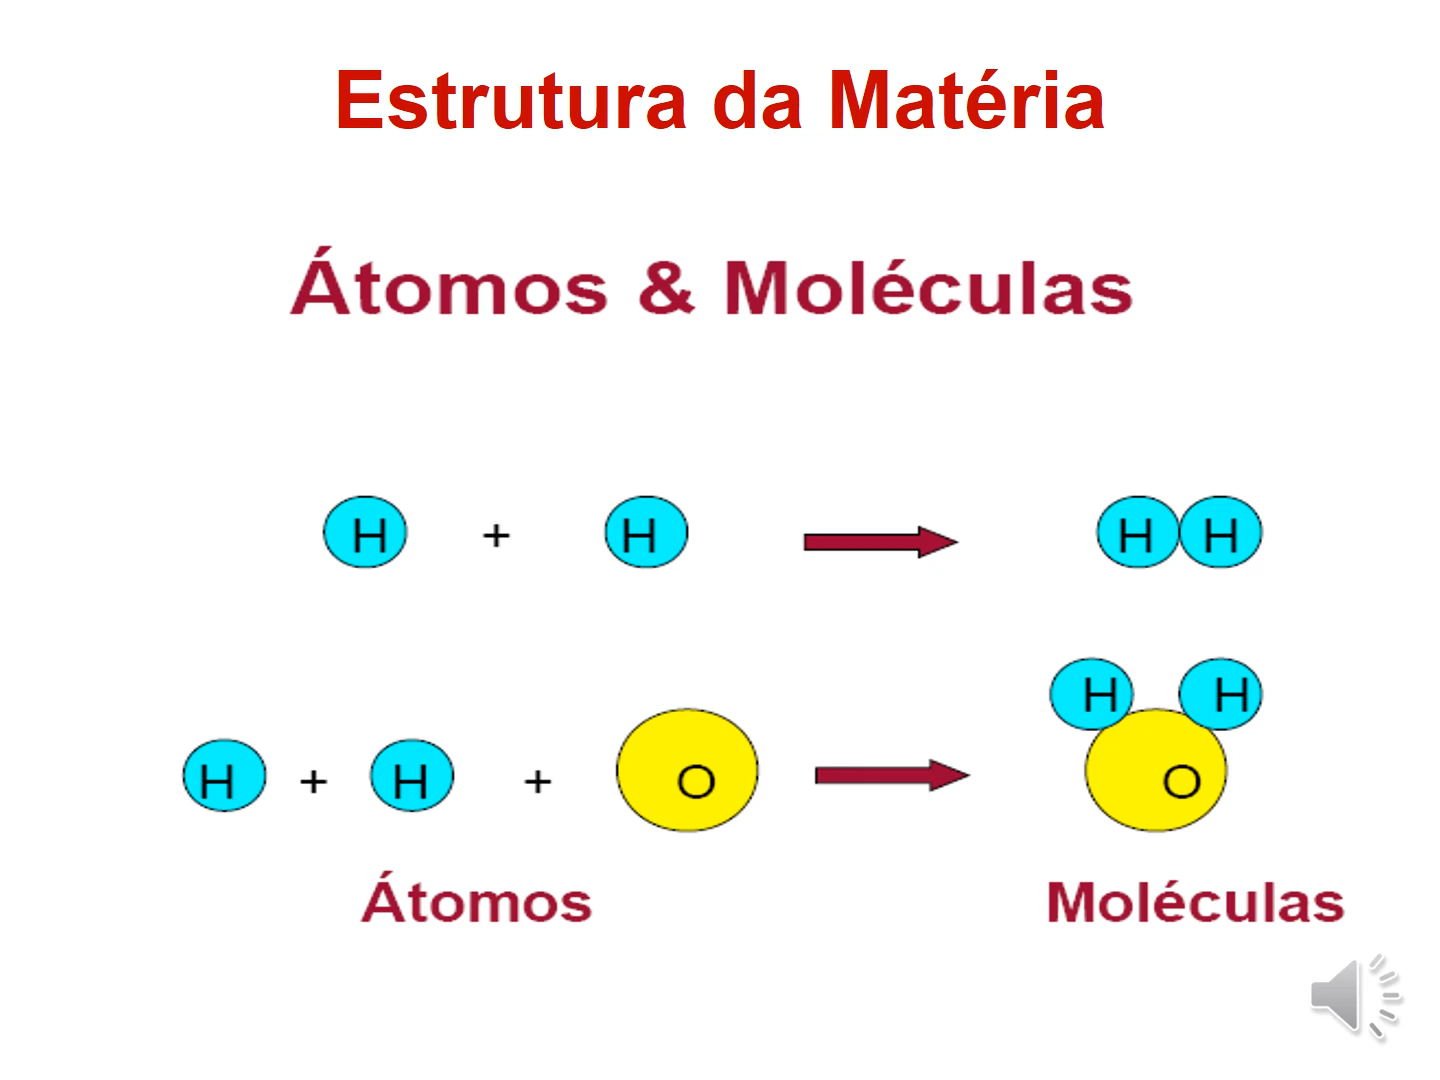 Estrutura da Matéria
Átomos & Moléculas
H + H H H
H H
H + H + O O
Átomos Moléculas